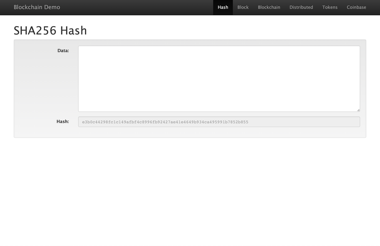 Blockchain Demo
Hash Block Blockchain Distributed Tokens Coinbase
SHA256 Hash
Data:
Hash: